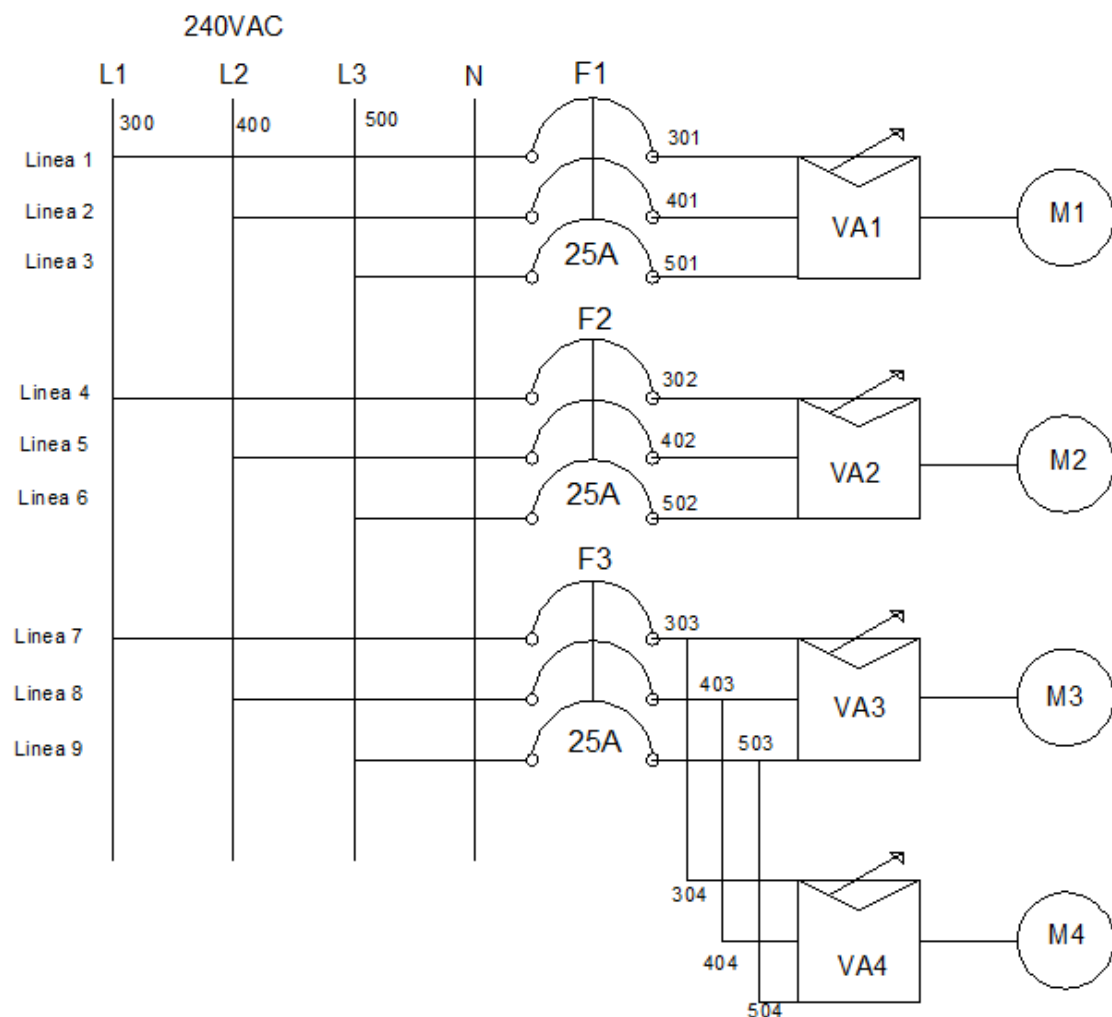 240VAC
L1 L2 L3 N F1
300 400 500
301
Linea 1
401
Linea 2
VA1 M1
25A
501
Linea 3
F2
302
Linea 4
402
Linea 5
VA2 M2
25A
502
Linea 6
F3
303
Linea 7
403
Linea 8
VA3 M3
25A
503
Linea 9
304
404
VA4 M4
504